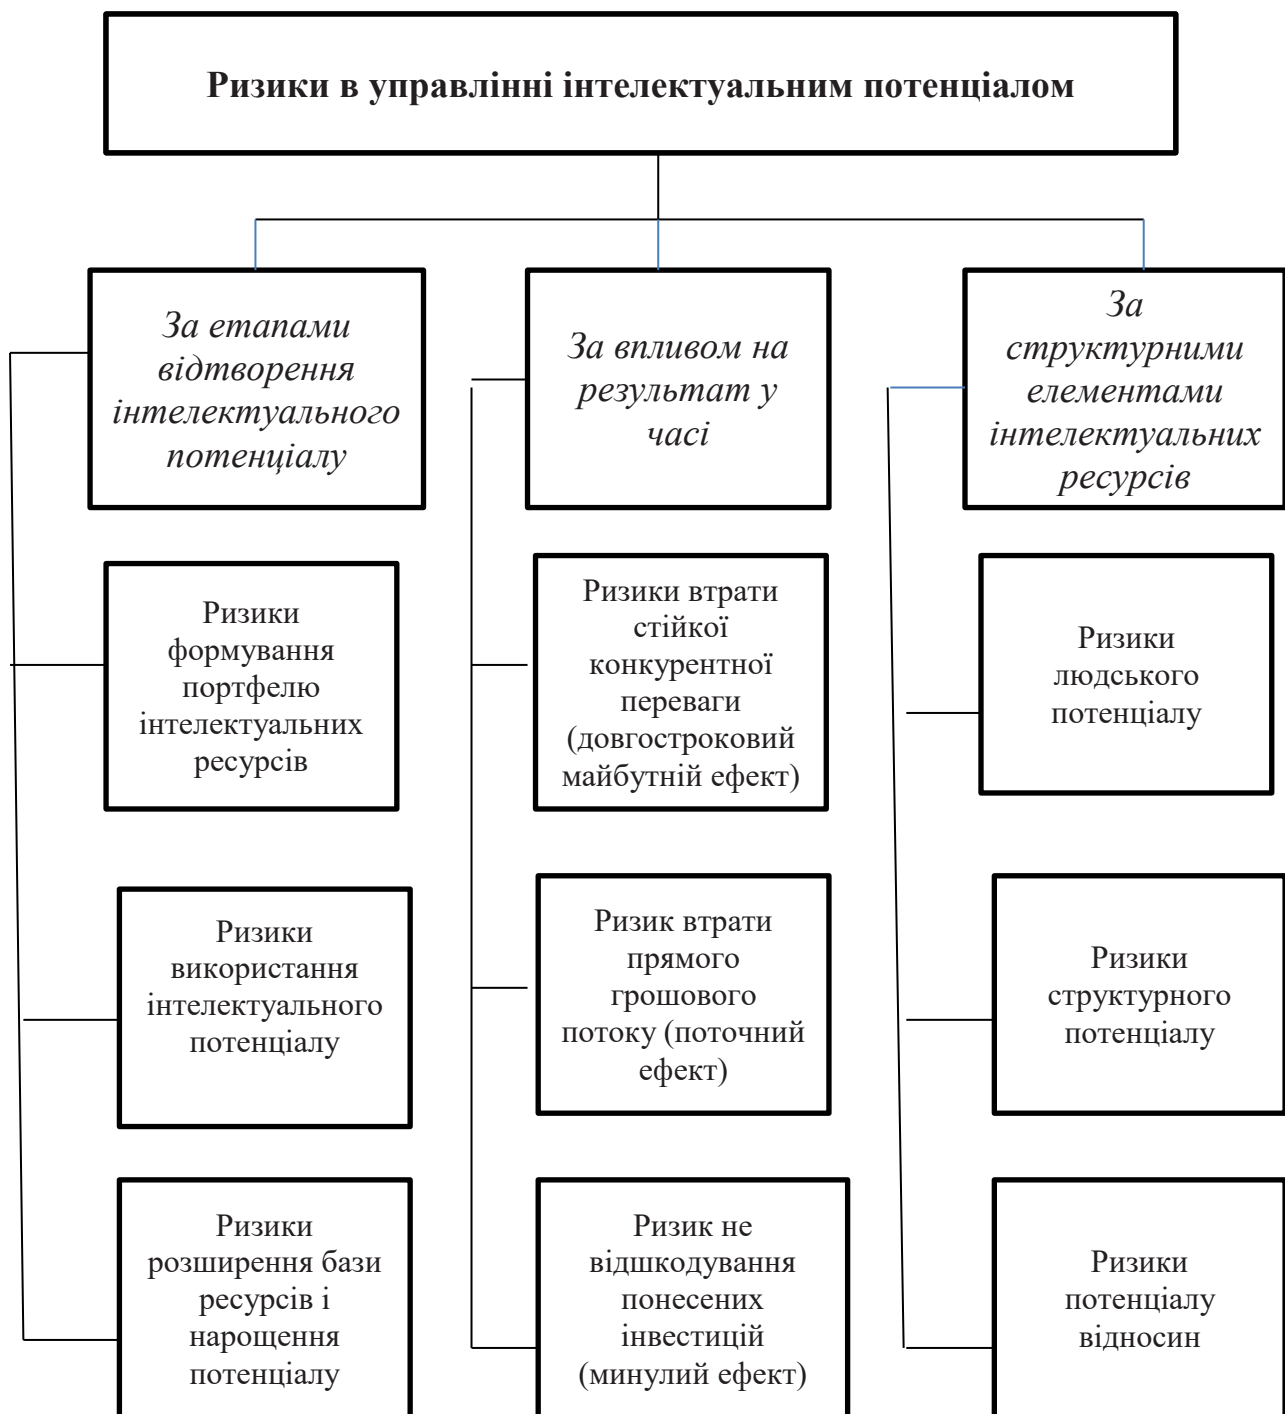 Ризики в управлінні інтелектуальним потенціалом
За етапами
відтворення
інтелектуального
потенціалу
Ризики
формування
портфелю
інтелектуальних
ресурсів
Ризики
використання
інтелектуального
потенціалу
Ризики
розширення бази
ресурсів і
нарощення
потенціалу
За впливом на
результат у
часі
Ризики втрати
стійкої
конкурентної
переваги
(довгостроковий
майбутній ефект)
Ризик втрати
прямого
грошового
потоку (поточний
ефект)
Ризик не
відшкодування
понесених
інвестицій
(минулий ефект)
За
структурними
елементами
інтелектуальних
ресурсів
Ризики
людського
потенціалу
Ризики
структурного
потенціалу
Ризики
потенціалу
відносин